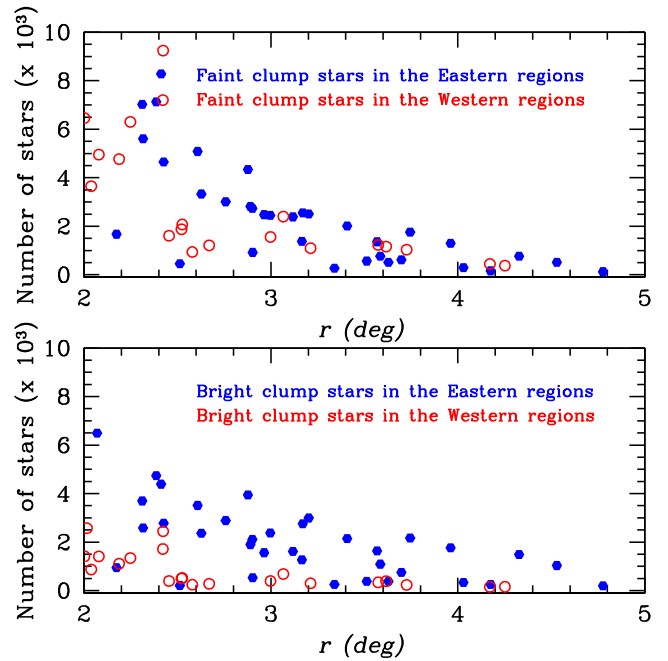 Number of stars (x 10³)
10
8
6
4
2
0
Faint clump stars in the Eastern regions
Faint clump stars in the Western regions
2 3 4 5
r (deg)
Number of stars (x 10³)
10
8
6
4
2
0
Bright clump stars in the Eastern regions
Bright clump stars in the Western regions
2 3 4 5
r (deg)